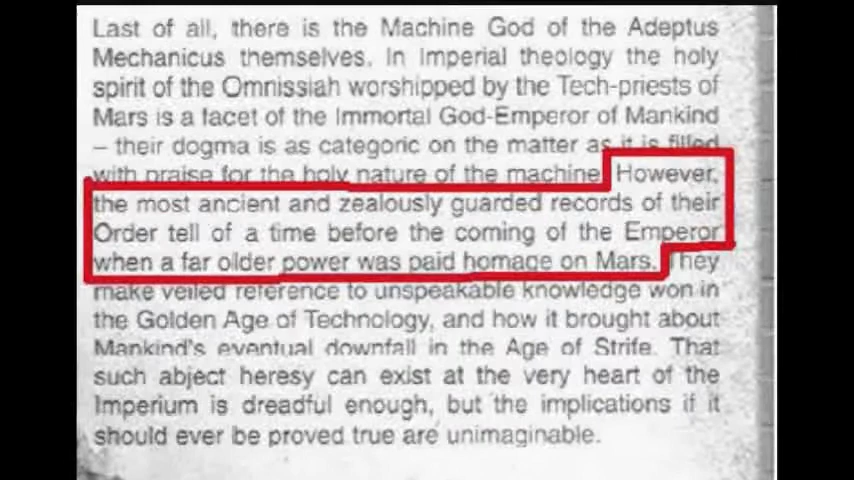 Last of all, there is the Machine God of the Adeptus
Mechanicus themselves. In Imperial theology the holy
spirit of the Omnissiah worshipped by the Tech-priests of
Mars is a facet of the Immortal God-Emperor of Mankind
– their dogma is as categoric on the matter as it is filled
with praise for the holy nature of the machine. However,
the most ancient and zealously guarded records of their
Order tell of a time before the coming of the Emperor
when a far older power was paid homage on Mars. They
make veiled reference to unspeakable knowledge won in
the Golden Age of Technology, and how it brought about
Mankind's eventual downfall in the Age of Strife. That
such abject heresy can exist at the very heart of the
Imperium is dreadful enough, but the implications if it
should ever be proved true are unimaginable.